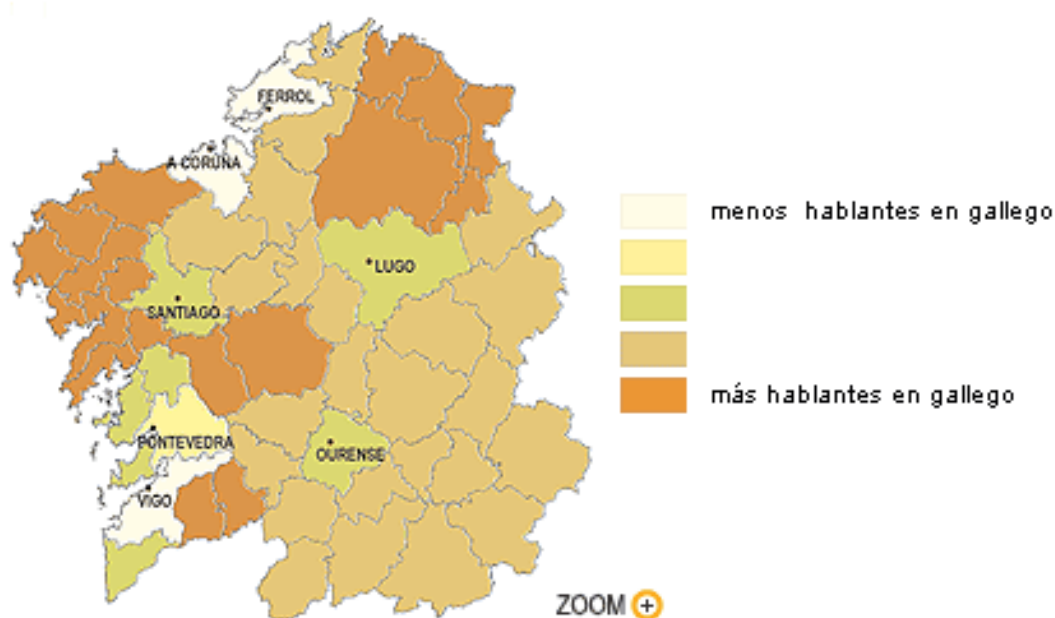 FERROL
A CORUÑA
LUGO
SANTIAGO
PONTEVEDRA
OURENSE
VIGO
menos hablantes en gallego
más hablantes en gallego
ZOOM